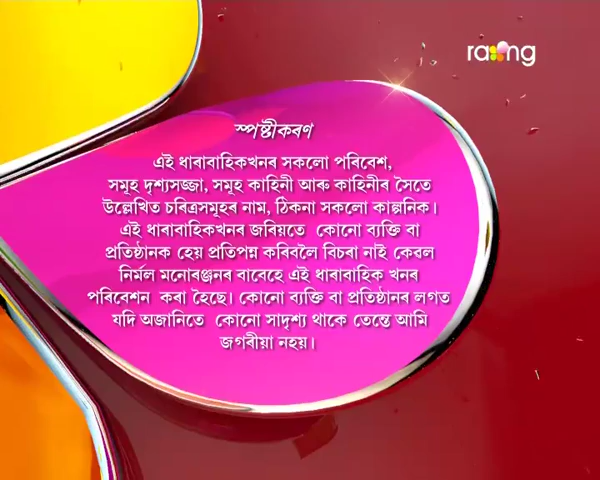 rang
স্পষ্টীকৰণ
এই ধাৰাবাহিকখনৰ সকলো পৰিবেশ,
সমূহ দৃশ্যসজ্জা, সমূহ কাহিনী আৰু কাহিনীৰ সৈতে
উল্লেখিত চৰিত্ৰসমূহৰ নাম, ঠিকনা সকলো কাল্পনিক।
এই ধাৰাবাহিকখনৰ জৰিয়তে কোনো ব্যক্তি বা
প্ৰতিষ্ঠানক হেয় প্ৰতিপন্ন কৰিবলৈ বিচৰা নাই কেৱল
নিৰ্মল মনোৰঞ্জনৰ বাবেহে এই ধাৰাবাহিক খনৰ
পৰিবেশন কৰা হৈছে। কোনো ব্যক্তি বা প্ৰতিষ্ঠানৰ লগত
যদি অজানিতে কোনো সাদৃশ্য থাকে তেন্তে আমি
জগৰীয়া নহয়।